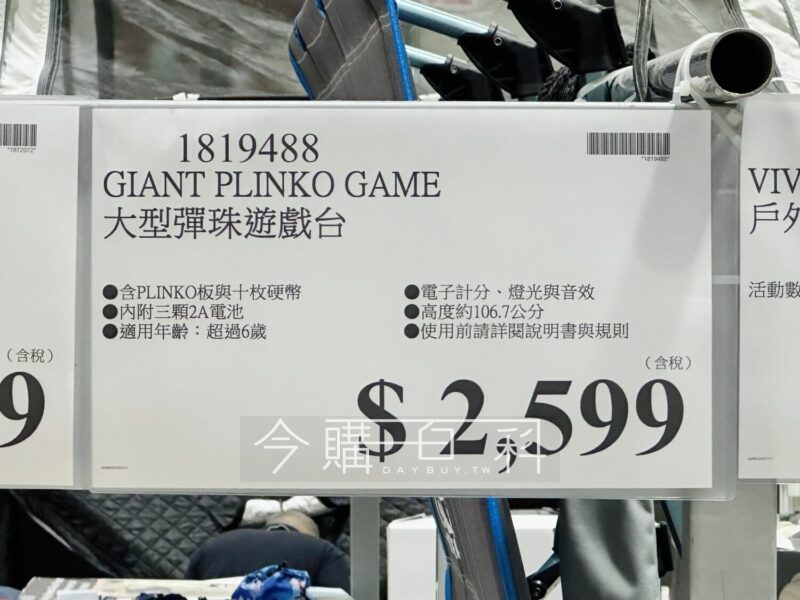 *1872072*
1819488
*1819488*
GIANT PLINKO GAME
大型彈珠遊戲台
●含PLINKO板與十枚硬幣
●內附三顆2A電池
●適用年齡：超過6歲
●電子計分、燈光與音效
●高度約106.7公分
●使用前請詳閱說明書與規則
（含稅）
$ 2,599
（含稅）
9
VIV
戶外
活動數
今購百科
DAYBUY.TW